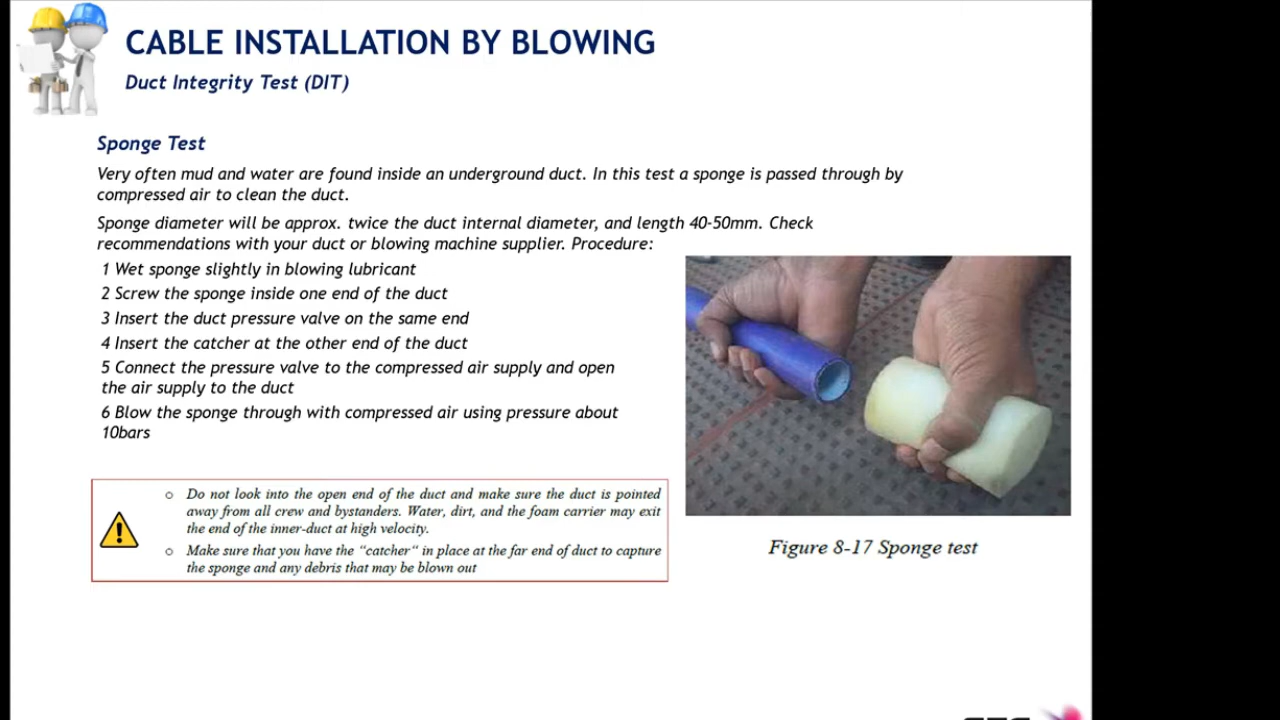 CABLE INSTALLATION BY BLOWING
Duct Integrity Test (DIT)
Sponge Test
Very often mud and water are found inside an underground duct. In this test a sponge is passed through by
compressed air to clean the duct.
Sponge diameter will be approx. twice the duct internal diameter, and length 40-50mm. Check
recommendations with your duct or blowing machine supplier. Procedure:
1 Wet sponge slightly in blowing lubricant
2 Screw the sponge inside one end of the duct
3 Insert the duct pressure valve on the same end
4 Insert the catcher at the other end of the duct
5 Connect the pressure valve to the compressed air supply and open
the air supply to the duct
6 Blow the sponge through with compressed air using pressure about
10bars
o Do not look into the open end of the duct and make sure the duct is pointed
away from all crew and bystanders. Water, dirt, and the foam carrier may exit
the end of the inner-duct at high velocity.
o Make sure that you have the "catcher" in place at the far end of duct to capture
the sponge and any debris that may be blown out
Figure 8-17 Sponge test